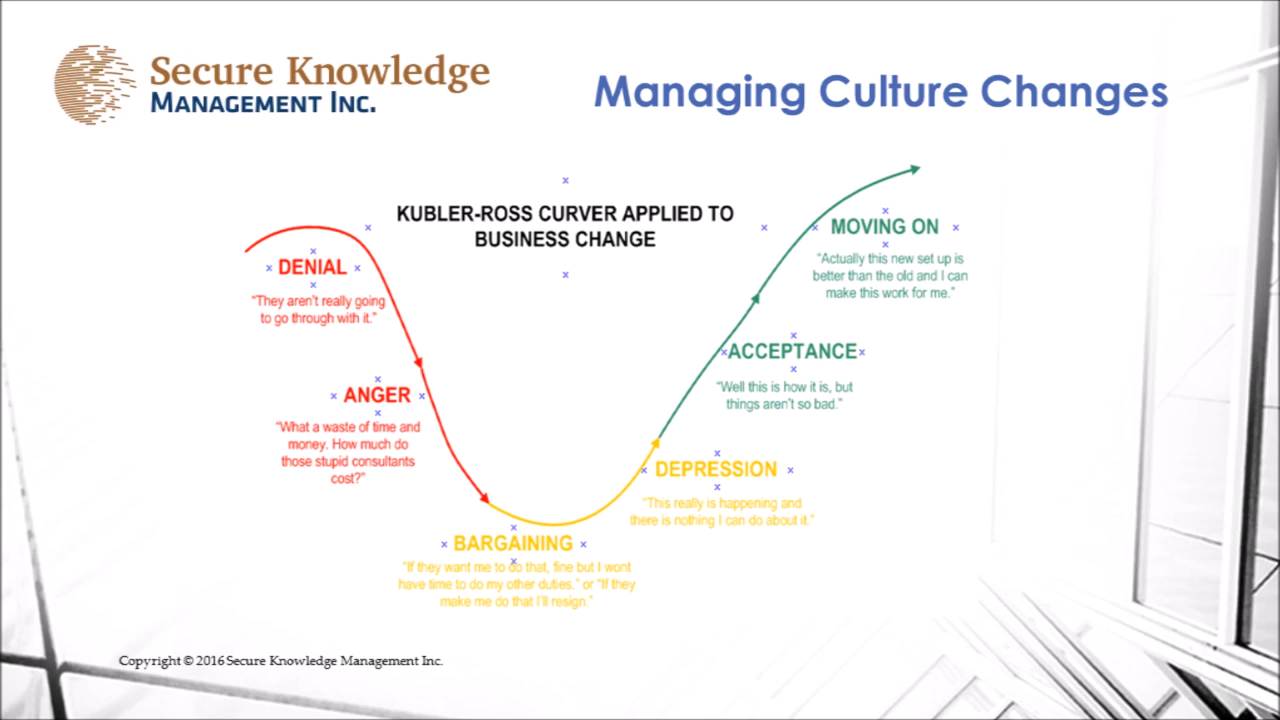 Secure Knowledge
MANAGEMENT INC.
Managing Culture Changes
KUBLER-ROSS CURVER APPLIED TO
BUSINESS CHANGE
DENIAL
“They aren’t really going
to go through with it.”
ANGER
“What a waste of time and
money. How much do
those stupid consultants
cost?”
BARGAINING
“If they want me to do that, fine but I wont
have time to do my other duties.” or “If they
make me do that I’ll resign.”
DEPRESSION
“This really is happening and
there is nothing I can do about it.”
ACCEPTANCE
“Well this is how it is, but
things aren’t so bad.”
MOVING ON
“Actually this new set up is
better than the old and I can
make this work for me.”
Copyright © 2016 Secure Knowledge Management Inc.